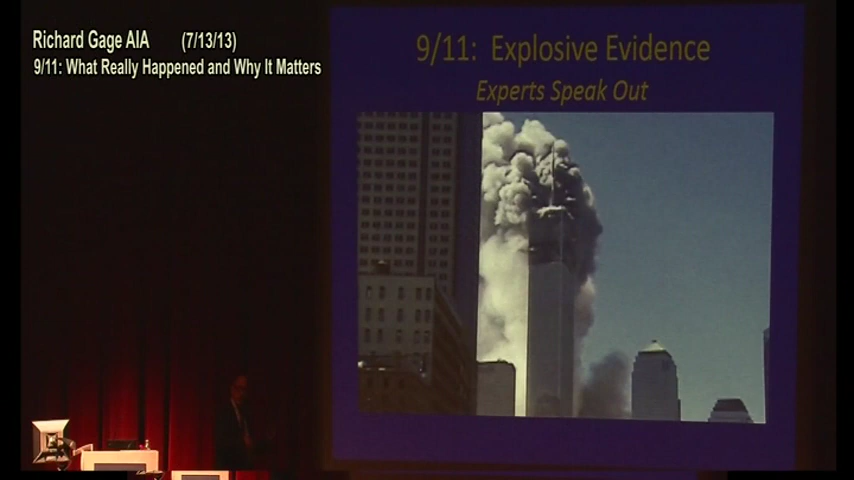 Richard Gage AIA (7/13/13)
9/11: What Really Happened and Why It Matters
9/11: Explosive Evidence
Experts Speak Out